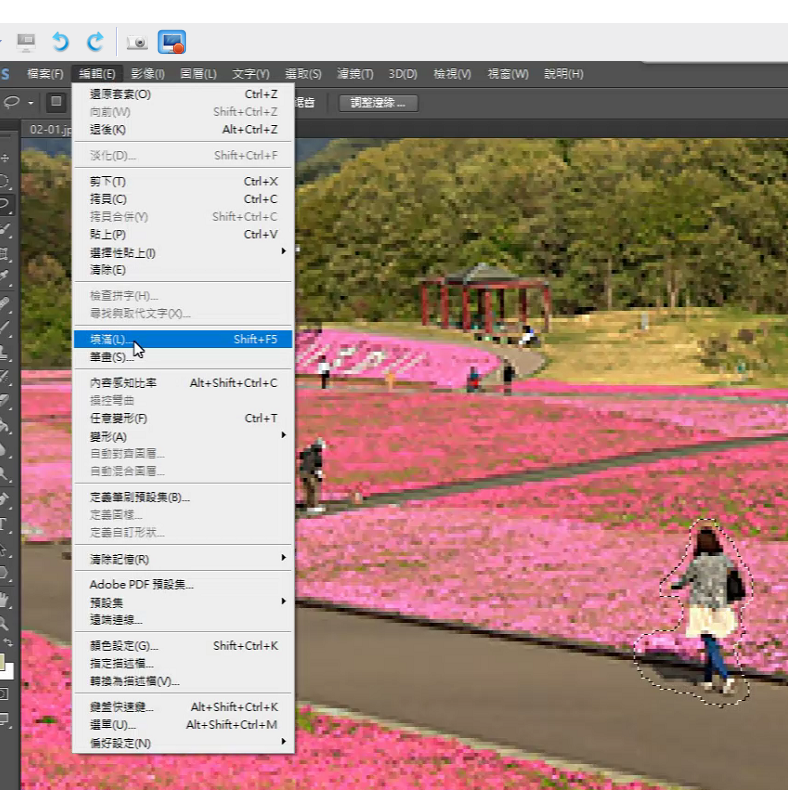 檔案(F) 編輯(E) 影像(I) 圖層(L) 文字(Y) 選取(S) 濾鏡(T) 3D(D) 檢視(V) 視窗(W) 說明(H)
鋸齒 調整邊緣...
02-01.jp
還原套索(O) Ctrl+Z
向前(W) Shift+Ctrl+Z
退後(K) Alt+Ctrl+Z
淡化(D)... Shift+Ctrl+F
剪下(T) Ctrl+X
拷貝(C) Ctrl+C
拷貝合併(Y) Shift+Ctrl+C
貼上(P) Ctrl+V
選擇性貼上(I)
清除(E)
檢查拼字(H)...
尋找與取代文字(X)...
填滿(L)... Shift+F5
筆畫(S)...
內容感知比率 Alt+Shift+Ctrl+C
操控彎曲
任意變形(F) Ctrl+T
變形(A)
自動對齊圖層...
自動混合圖層...
定義筆刷預設集(B)...
定義圖樣...
定義自訂形狀...
清除記憶(R)
Adobe PDF 預設集...
預設集
遠端連線...
顏色設定(G)... Shift+Ctrl+K
指定描述檔...
轉換為描述檔(V)...
鍵盤快速鍵... Alt+Shift+Ctrl+K
選單(U)... Alt+Shift+Ctrl+M
偏好設定(N)